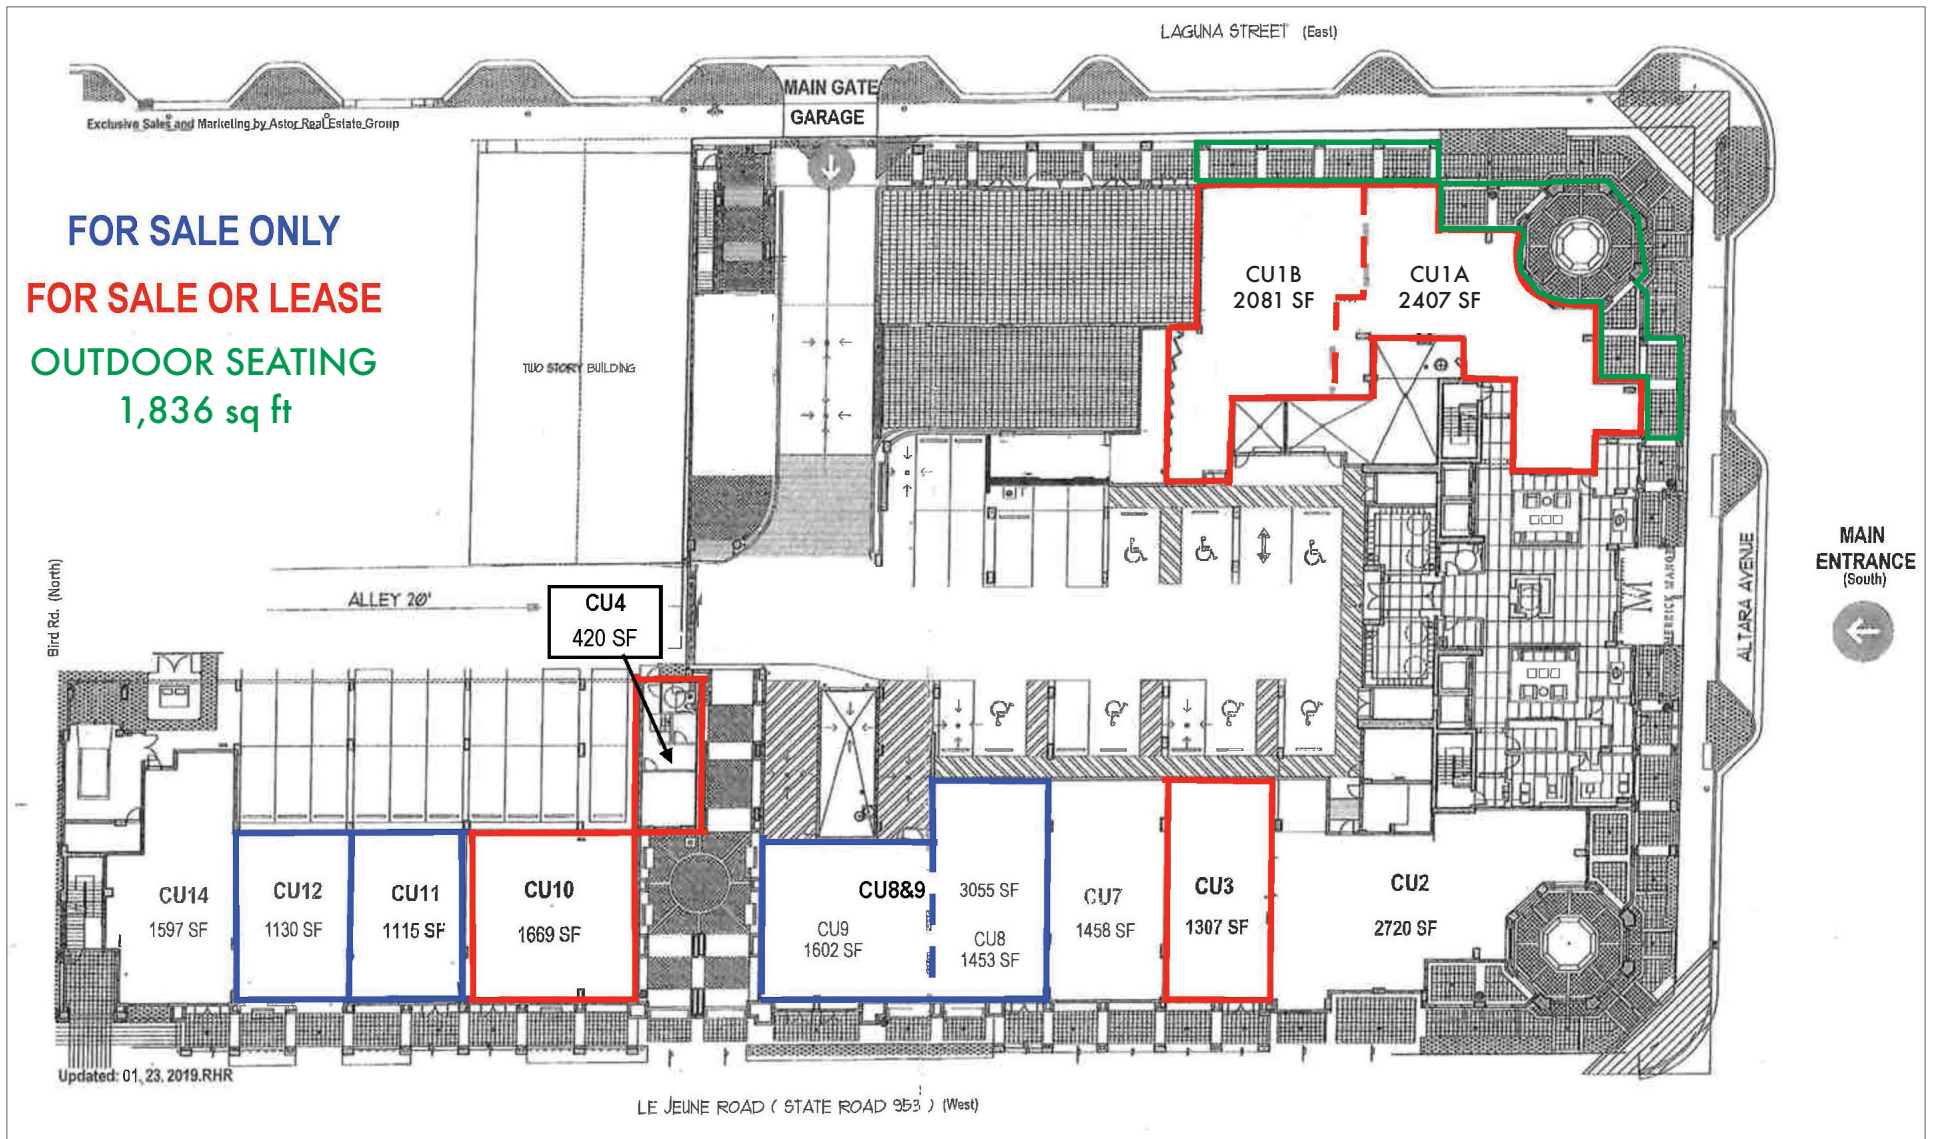 LAGUNA STREET (East)
MAIN GATE
GARAGE
Exclusive Sales and Marketing by Astor Real Estate Group
FOR SALE ONLY
FOR SALE OR LEASE
OUTDOOR SEATING
1,836 sq ft
TWO STORY BUILDING
CU1B
2081 SF
CU1A
2407 SF
MAIN
ENTRANCE
(South)
ALTARA AVENUE
M
MERRICK MANOR
Bird Rd. (North)
ALLEY 20'
CU4
420 SF
CU14
1597 SF
CU12
1130 SF
CU11
1115 SF
CU10
1669 SF
CU8&9
3055 SF
CU9
1602 SF
CU8
1453 SF
CU7
1458 SF
CU3
1307 SF
CU2
2720 SF
Updated: 01, 23. 2019.RHR
LE JEUNE ROAD ( STATE ROAD 953 ) (West)